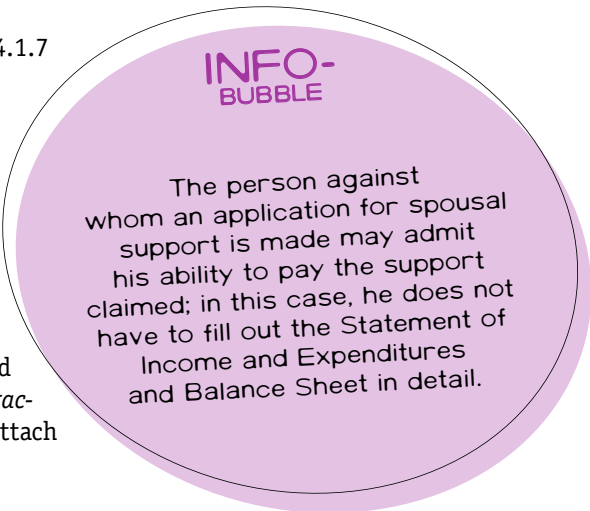 4.1.7
INFO-
BUBBLE
The person against
whom an application for spousal
support is made may admit
his ability to pay the support
claimed; in this case, he does not
have to fill out the Statement of
Income and Expenditures
and Balance Sheet in detail.
ttach